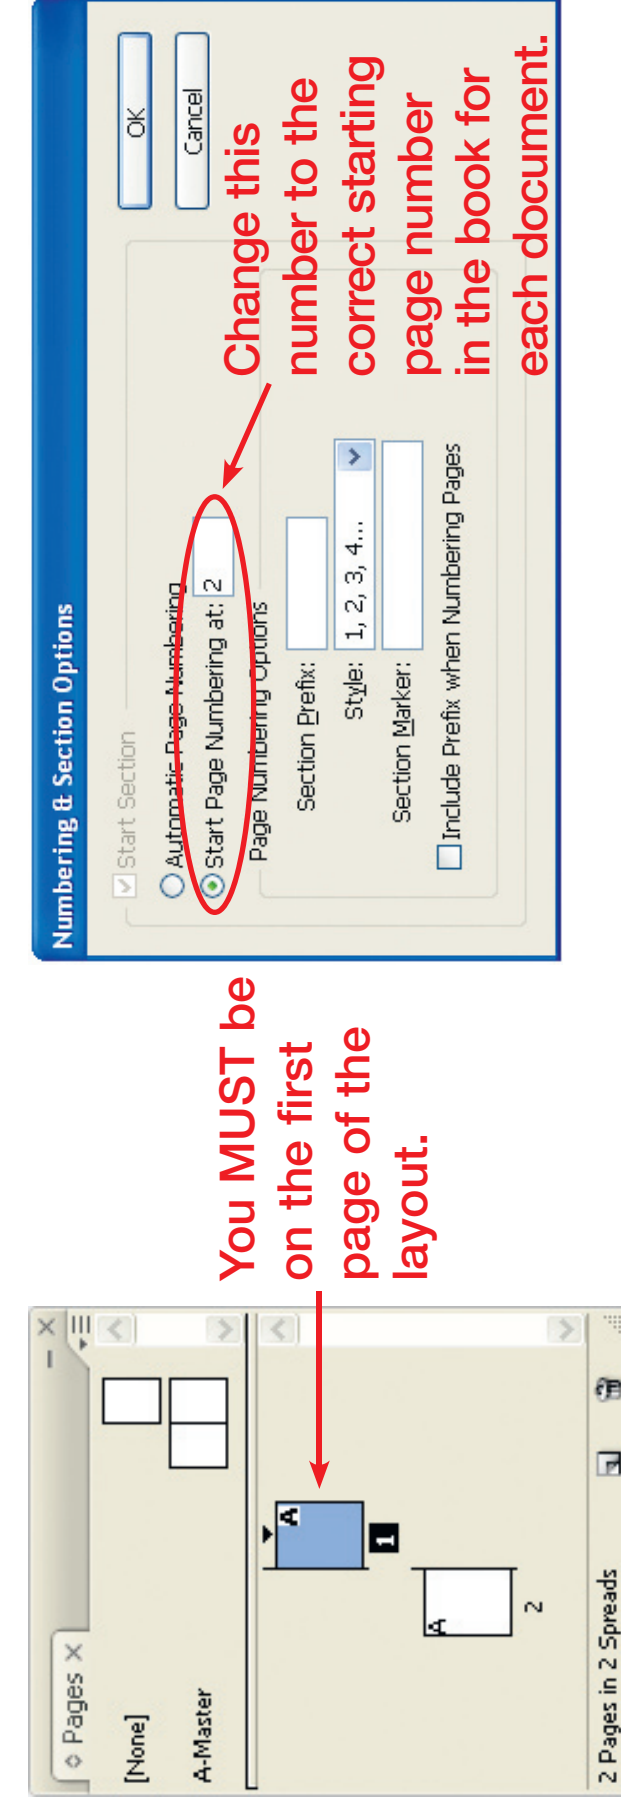 Pages
[None]
A-Master
A
1
A
2
2 Pages in 2 Spreads
You MUST be
on the first
page of the
layout.
Numbering & Section Options
Start Section
Automatic Page Numbering
Start Page Numbering at: 2
Page Numbering Options
Section Prefix:
Style: 1, 2, 3, 4...
Section Marker:
Include Prefix when Numbering Pages
OK
Cancel
Change this
number to the
correct starting
page number
in the book for
each document.